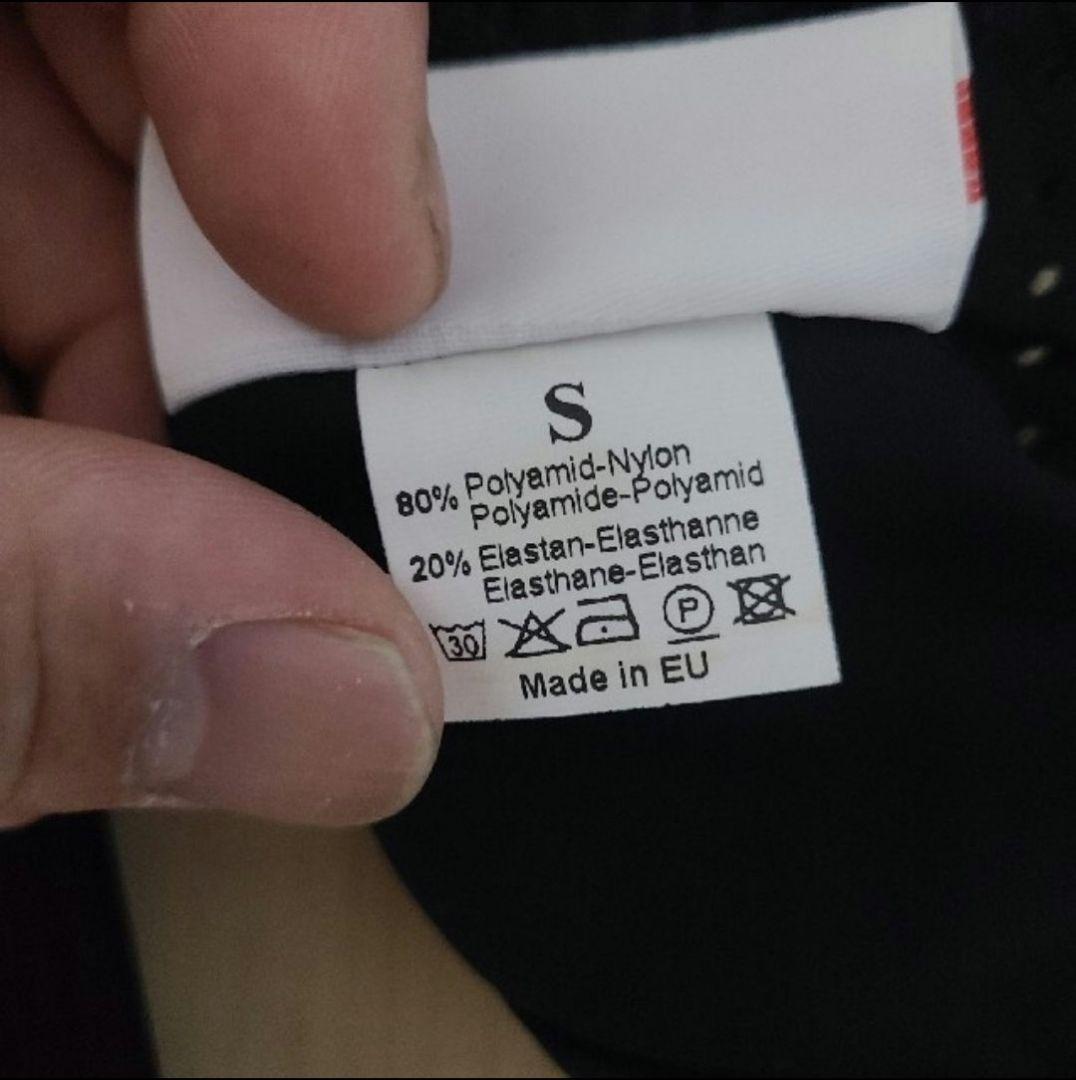 S
80% Polyamid-Nylon
Polyamide-Polyamid
20% Elastan-Elasthanne
Elasthane-Elasthan
30 P
Made in EU